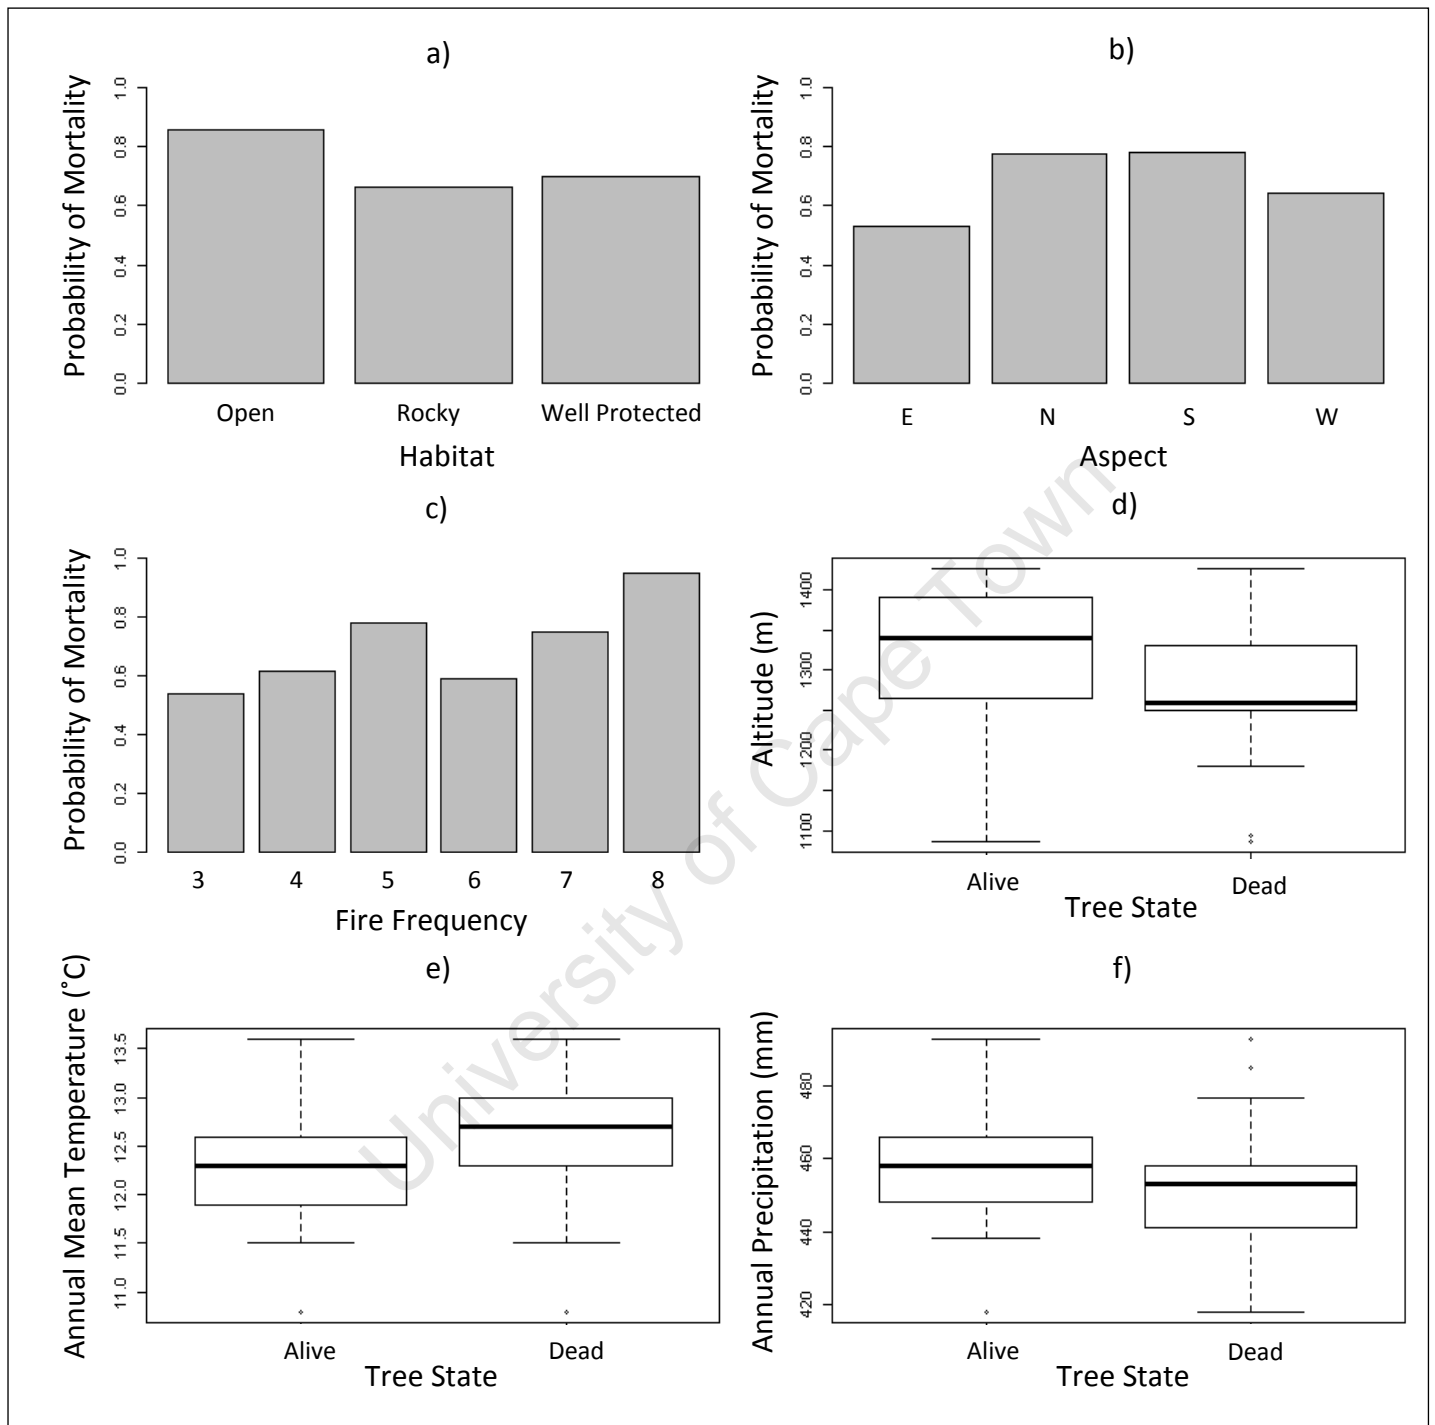 a)
Probability of Mortality
0.0 0.2 0.4 0.6 0.8 1.0
Open Rocky Well Protected
Habitat
b)
Probability of Mortality
0.0 0.2 0.4 0.6 0.8 1.0
E N S W
Aspect
c)
Probability of Mortality
0.0 0.2 0.4 0.6 0.8 1.0
3 4 5 6 7 8
Fire Frequency
d)
Altitude (m)
1100 1200 1300 1400
Alive Dead
Tree State
e)
Annual Mean Temperature (˚C)
11.0 11.5 12.0 12.5 13.0 13.5
Alive Dead
Tree State
f)
Annual Precipitation (mm)
420 440 460 480
Alive Dead
Tree State
University of Cape Town